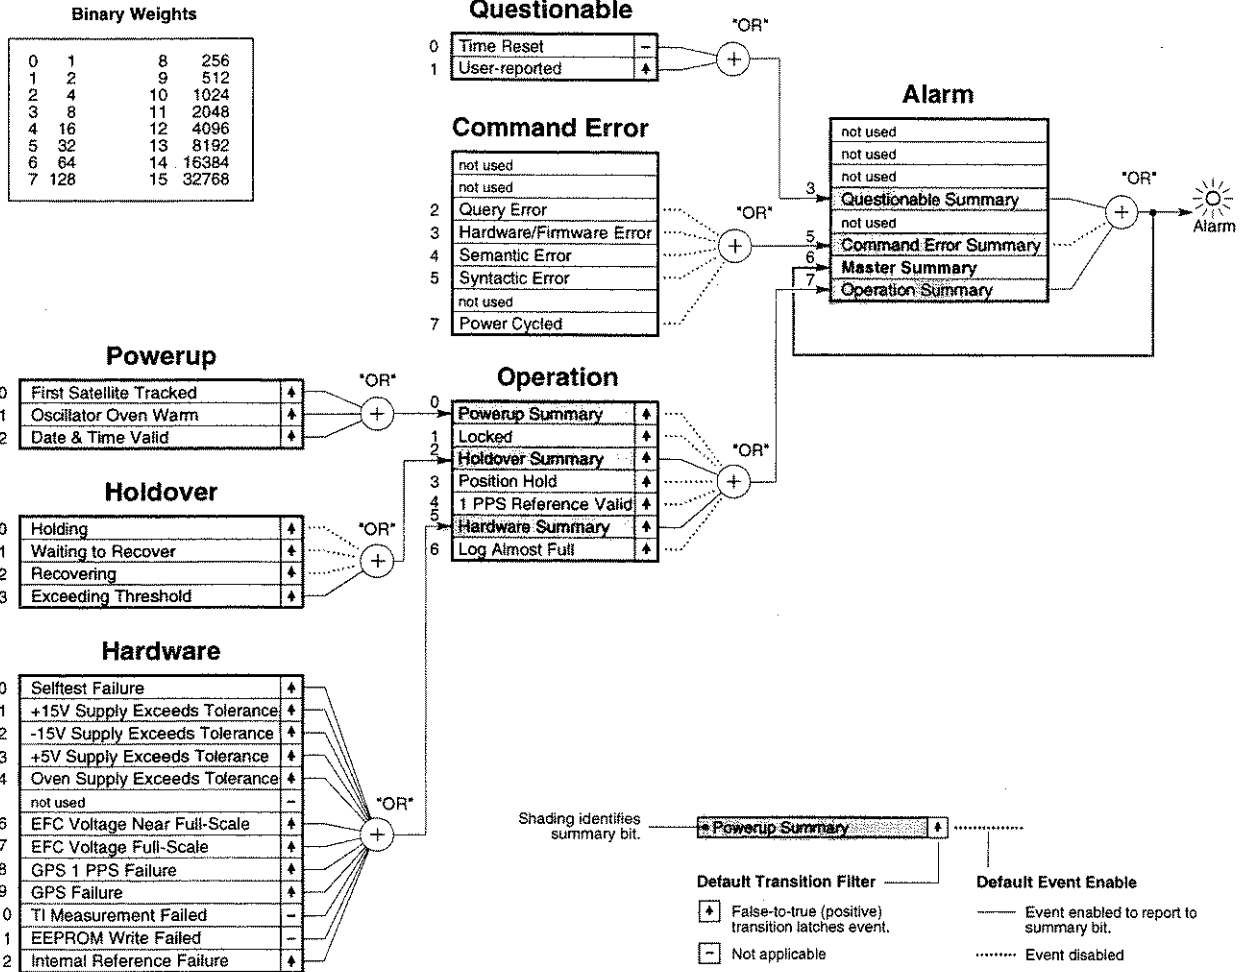 Binary Weights
0 1 8 256
1 2 9 512
2 4 10 1024
3 8 11 2048
4 16 12 4096
5 32 13 8192
6 64 14 16384
7 128 15 32768
Questionable
0 Time Reset -
1 User-reported
"OR"
+
Command Error
not used
not used
2 Query Error
3 Hardware/Firmware Error
4 Semantic Error
5 Syntactic Error
not used
7 Power Cycled
"OR"
+
Alarm
not used
not used
not used
3 Questionable Summary
not used
5 Command Error Summary
6 Master Summary
7 Operation Summary
"OR"
+
Alarm
Powerup
0 First Satellite Tracked
1 Oscillator Oven Warm
2 Date & Time Valid
"OR"
+
Operation
0 Powerup Summary
1 Locked
2 Holdover Summary
3 Position Hold
4 1 PPS Reference Valid
5 Hardware Summary
6 Log Almost Full
"OR"
+
Holdover
0 Holding
1 Waiting to Recover
2 Recovering
3 Exceeding Threshold
"OR"
+
Hardware
0 Selftest Failure
1 +15V Supply Exceeds Tolerance
2 -15V Supply Exceeds Tolerance
3 +5V Supply Exceeds Tolerance
4 Oven Supply Exceeds Tolerance
not used -
6 EFC Voltage Near Full-Scale
7 EFC Voltage Full-Scale
8 GPS 1 PPS Failure
9 GPS Failure
0 TI Measurement Failed -
1 EEPROM Write Failed -
2 Internal Reference Failure
"OR"
+
Shading identifies
summary bit.
Powerup Summary
Default Transition Filter
False-to-true (positive)
transition latches event.
- Not applicable
Default Event Enable
Event enabled to report to
summary bit.
Event disabled